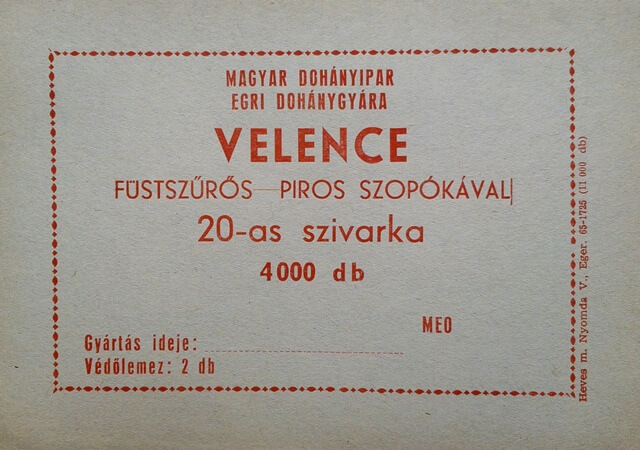 MAGYAR DOHÁNYIPAR
EGRI DOHÁNYGYÁRA
VELENCE
FÜSTSZŰRŐS—PIROS SZOPÓKÁVAL
20-as szivarka
4000 db
MEO
Gyártás ideje:
Védőlemez: 2 db
Heves m. Nyomda V., Eger. 65-1725 (11 000 db)